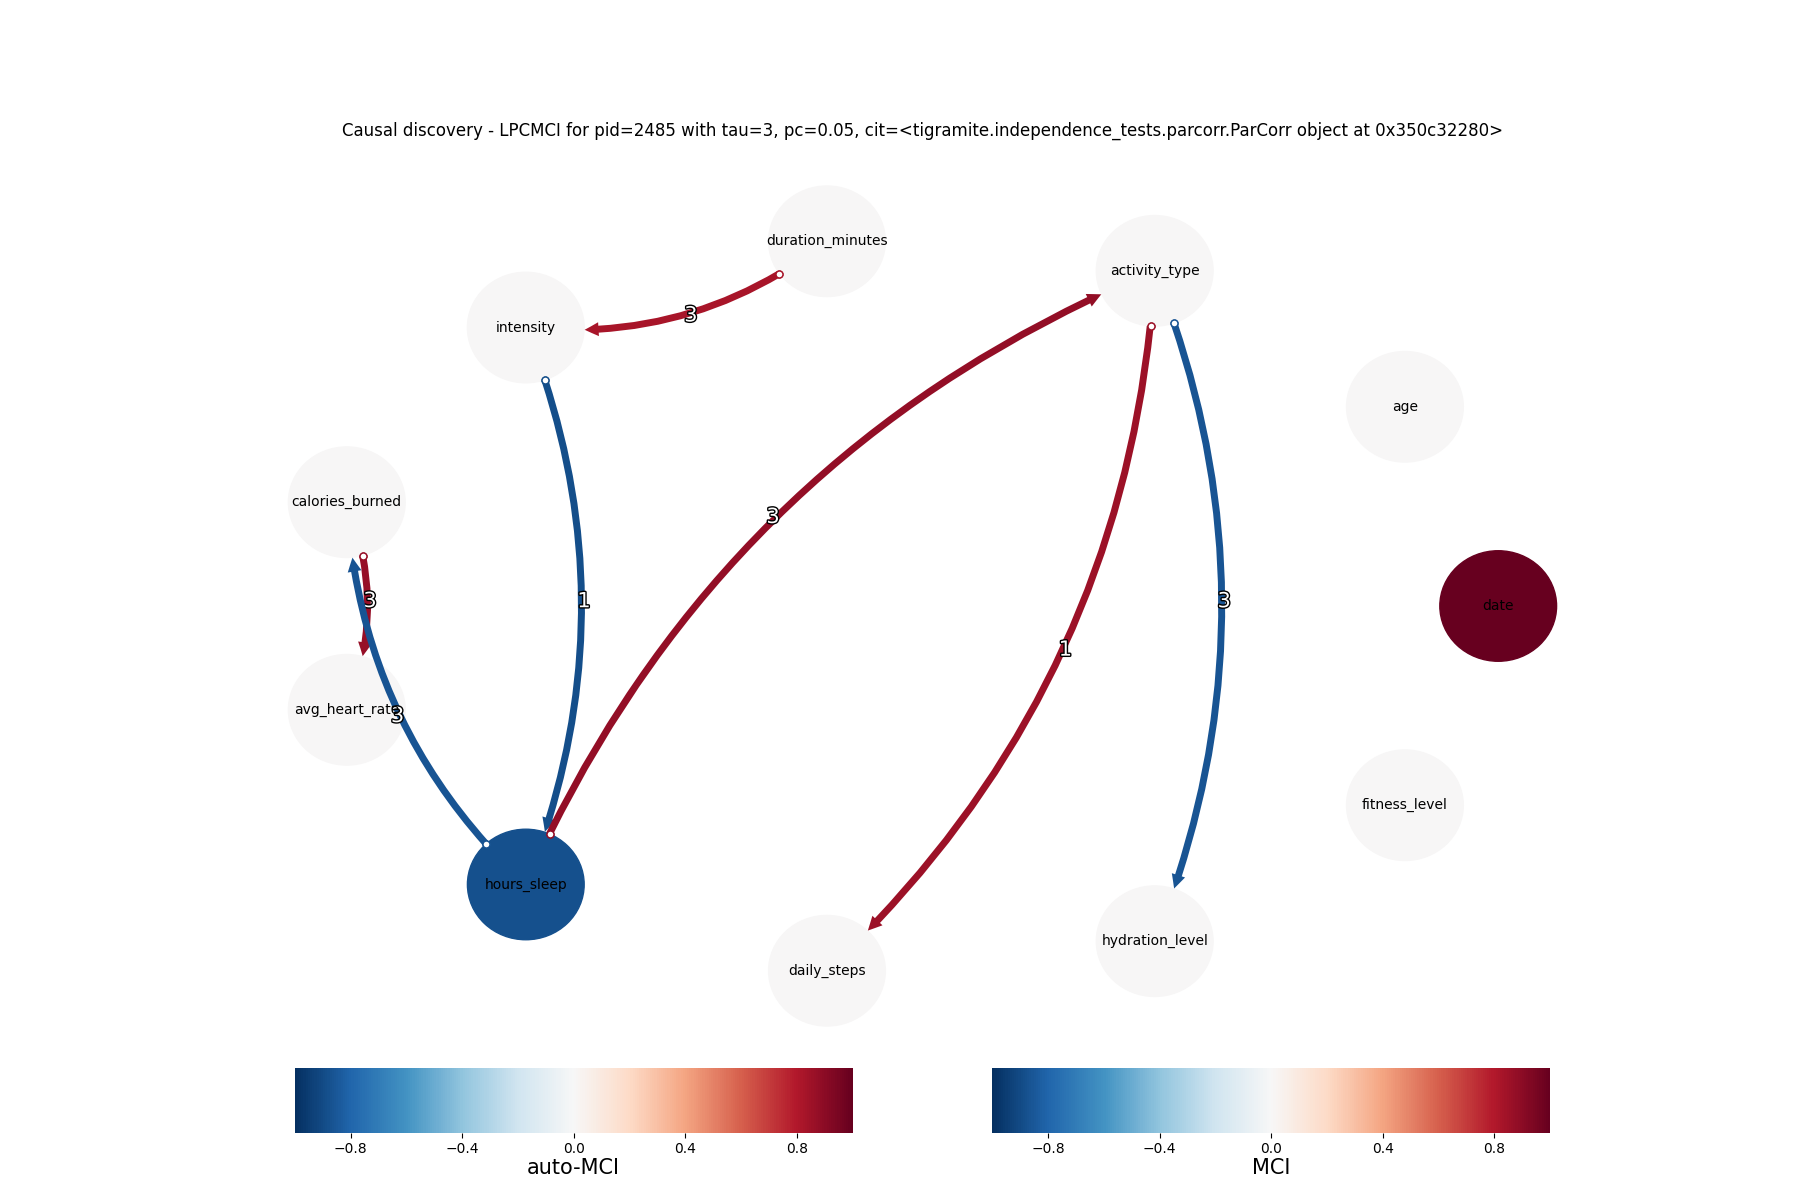 Causal discovery - LPCMCI for pid=2485 with tau=3, pc=0.05, cit=<tigramite.independence_tests.parcorr.ParCorr object at 0x350c32280>
duration_minutes
activity_type
intensity
3
age
calories_burned
3
3
1
3
date
1
avg_heart_rate
3
fitness_level
hours_sleep
hydration_level
daily_steps
−0.8 −0.4 0.0 0.4 0.8
auto-MCI
−0.8 −0.4 0.0 0.4 0.8
MCI